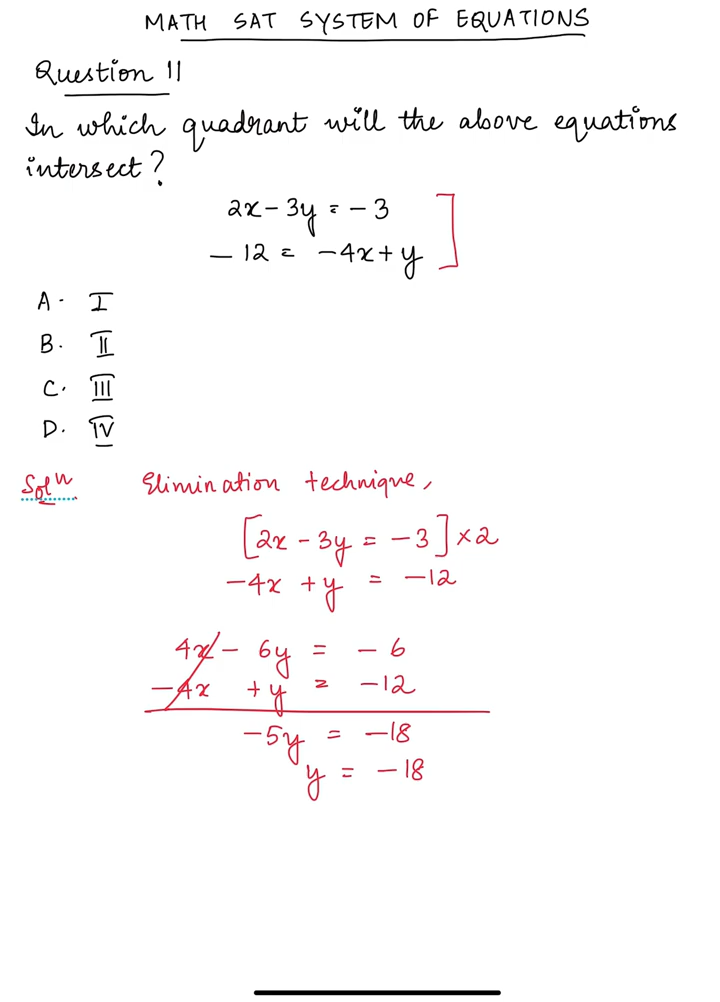 MATH SAT SYSTEM OF EQUATIONS
Question 11
In which quadrant will the above equations
intersect?
2x - 3y = - 3
- 12 = -4x + y
A. I
B. II
C. III
D. IV
Solⁿ Elimination technique,
[2x - 3y = -3] × 2
-4x + y = -12
4x - 6y = - 6
-4x + y = -12
-5y = -18
y = -18